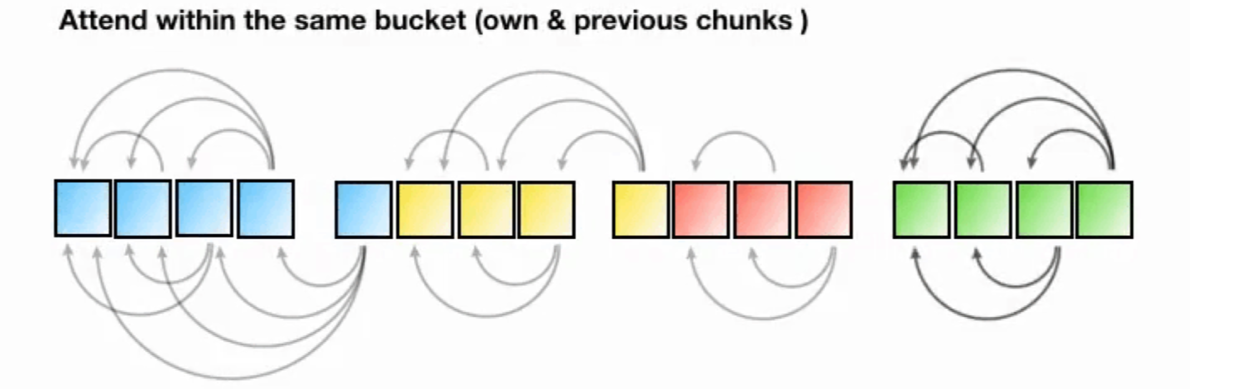 Attend within the same bucket (own & previous chunks )